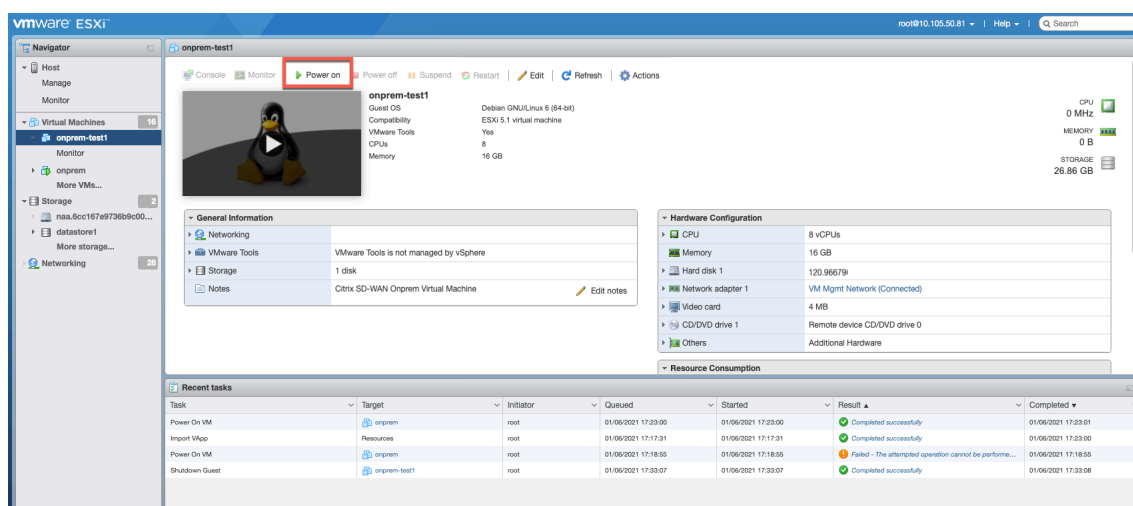 vmware ESXi
root@10.105.50.81 | Help | Search
Navigator
Host
Manage
Monitor
Virtual Machines 16
onprem-test1
Monitor
onprem
More VMs...
Storage 2
naa.6cc167e9736b9c00...
datastore1
More storage...
Networking 28
onprem-test1
Console Monitor Power on Power off Suspend Restart Edit Refresh Actions
onprem-test1
Guest OS Debian GNU/Linux 6 (64-bit)
Compatibility ESXi 5.1 virtual machine
VMware Tools Yes
CPUs 8
Memory 16 GB
CPU
0 MHz
MEMORY
0 B
STORAGE
26.86 GB
General Information
Networking
VMware Tools VMware Tools is not managed by vSphere
Storage 1 disk
Notes Citrix SD-WAN Onprem Virtual Machine Edit notes
Hardware Configuration
CPU 8 vCPUs
Memory 16 GB
Hard disk 1 120.96679
Network adapter 1 VM Mgmt Network (Connected)
Video card 4 MB
CD/DVD drive 1 Remote device CD/DVD drive 0
Others Additional Hardware
Resource Consumption
Recent tasks
Task Target Initiator Queued Started Result ▲ Completed ▼
Power On VM onprem root 01/06/2021 17:23:00 01/06/2021 17:23:00 Completed successfully 01/06/2021 17:23:01
Import VApp Resources root 01/06/2021 17:17:31 01/06/2021 17:17:31 Completed successfully 01/06/2021 17:23:00
Power On VM onprem root 01/06/2021 17:18:55 01/06/2021 17:18:55 Failed - The attempted operation cannot be performe... 01/06/2021 17:18:55
Shutdown Guest onprem-test1 root 01/06/2021 17:33:07 01/06/2021 17:33:07 Completed successfully 01/06/2021 17:33:08